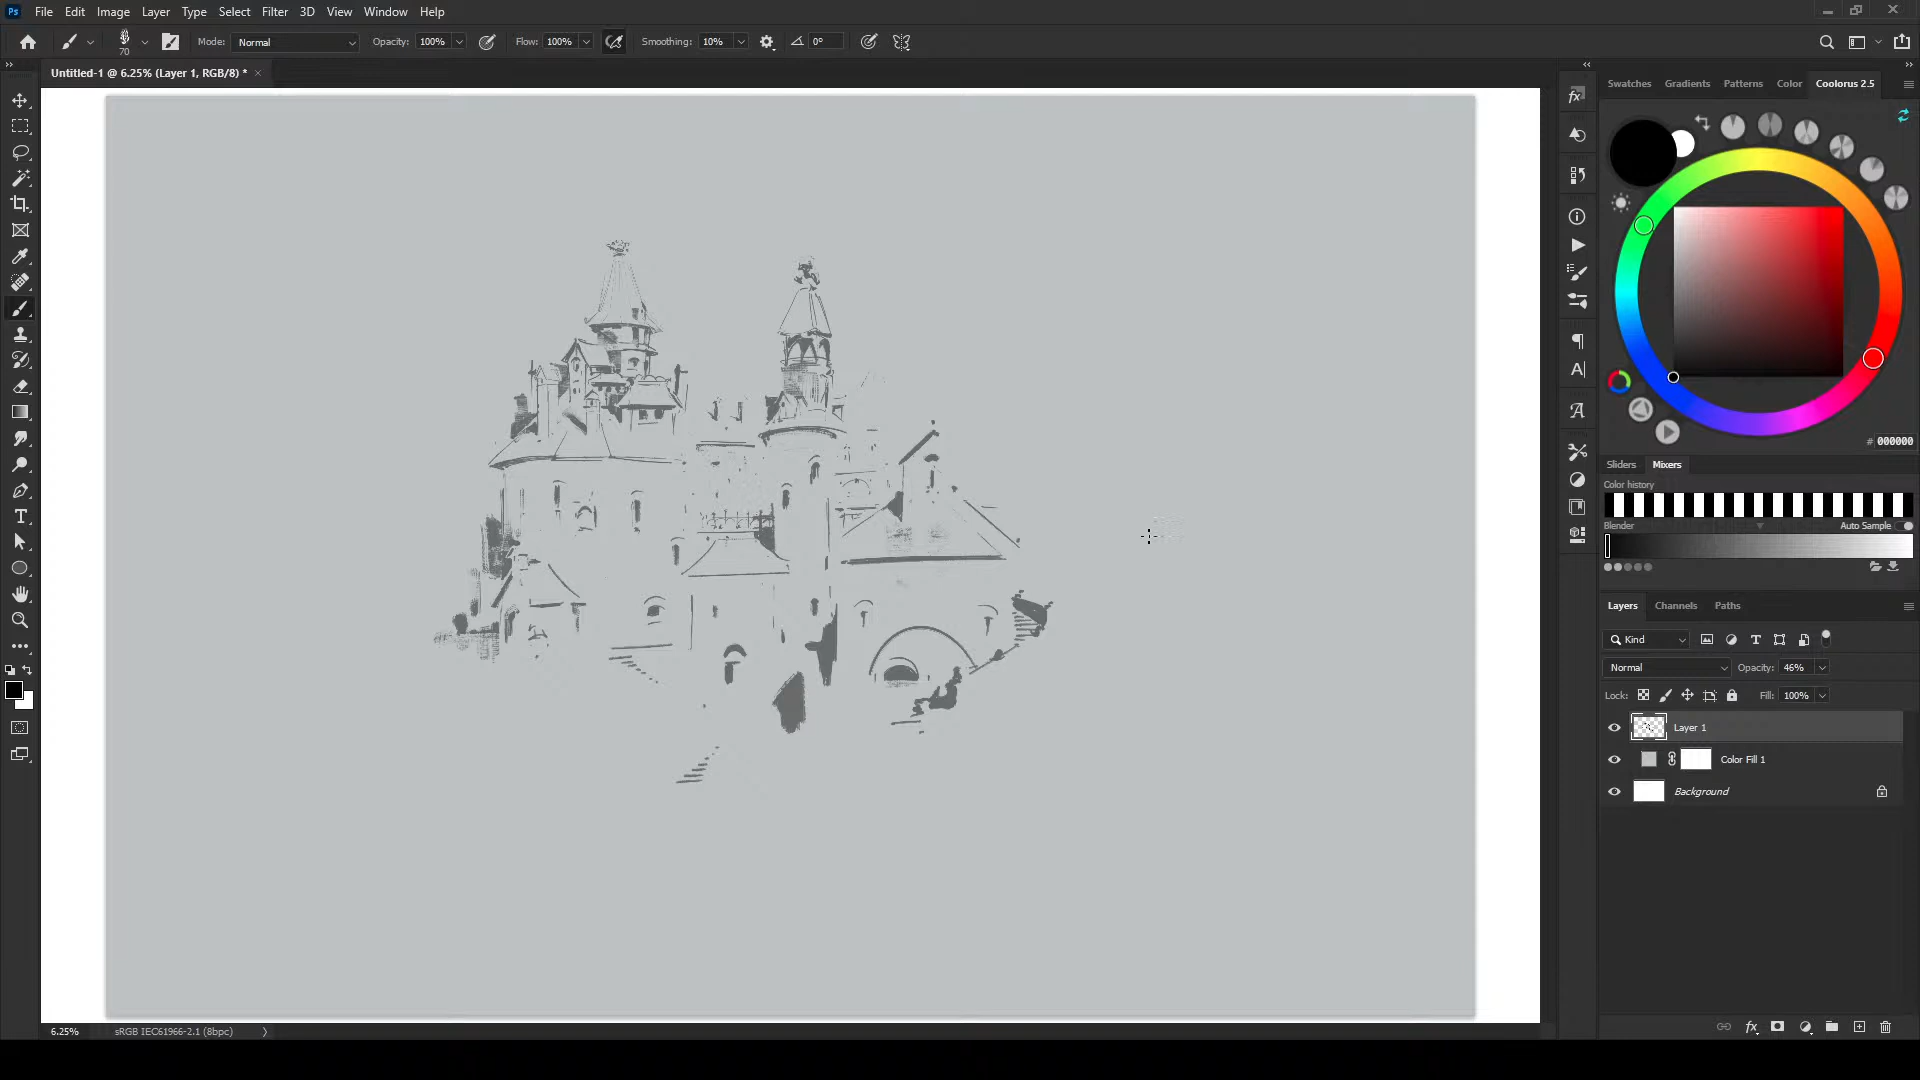 Ps File Edit Image Layer Type Select Filter 3D View Window Help
70 Mode: Normal Opacity: 100% Flow: 100% Smoothing: 10% 0°
Untitled-1 @ 6.25% (Layer 1, RGB/8) *
Swatches Gradients Patterns Color Coolorus 2.5
# 000000
Sliders Mixers
Color history
Blender Auto Sample
Layers Channels Paths
Kind
Normal Opacity: 46%
Lock: Fill: 100%
Layer 1
Color Fill 1
Background
6.25% sRGB IEC61966-2.1 (8bpc)